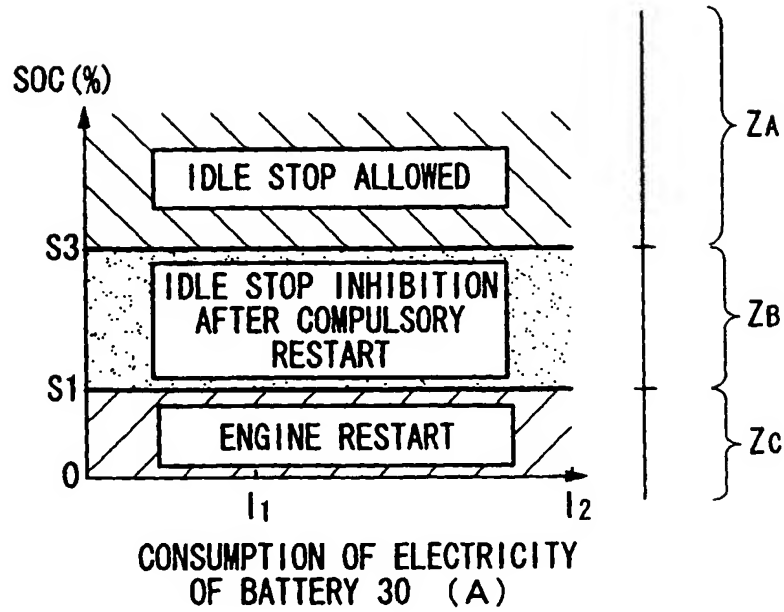 SOC(%)
IDLE STOP ALLOWED
ZA
S3
IDLE STOP INHIBITION
AFTER COMPULSORY
RESTART
ZB
S1
ENGINE RESTART
ZC
0
I1
I2
CONSUMPTION OF ELECTRICITY
OF BATTERY 30 (A)